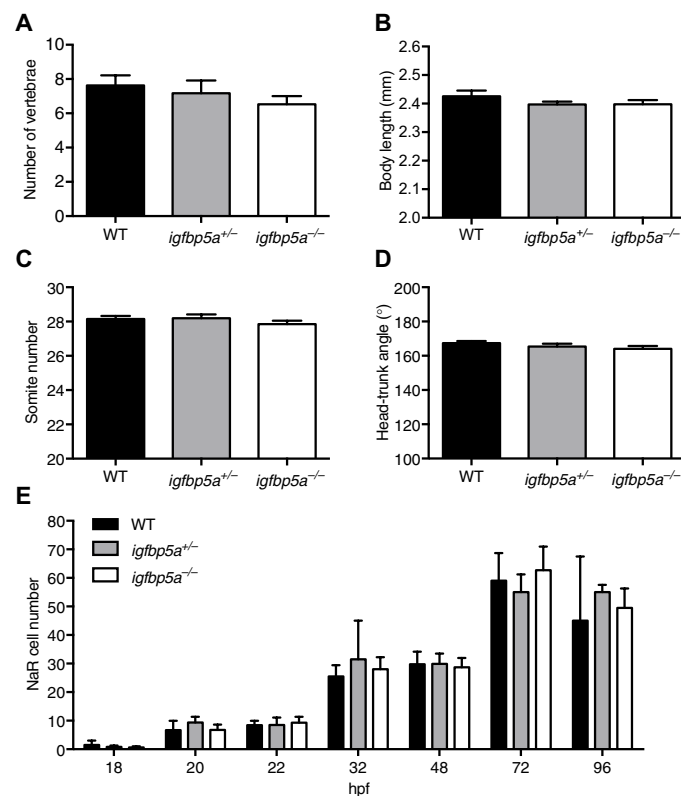 A
Number of vertebrae
10
8
6
4
2
0
WT
igfbp5a+/–
igfbp5a–/–
B
Body length (mm)
2.6
2.5
2.4
2.3
2.2
2.1
2.0
WT
igfbp5a+/–
igfbp5a–/–
C
Somite number
30
28
26
24
22
20
WT
igfbp5a+/–
igfbp5a–/–
D
Head-trunk angle (°)
200
180
160
140
120
100
WT
igfbp5a+/–
igfbp5a–/–
E
WT
igfbp5a+/–
igfbp5a–/–
NaR cell number
80
70
60
50
40
30
20
10
0
18
20
22
32
48
72
96
hpf